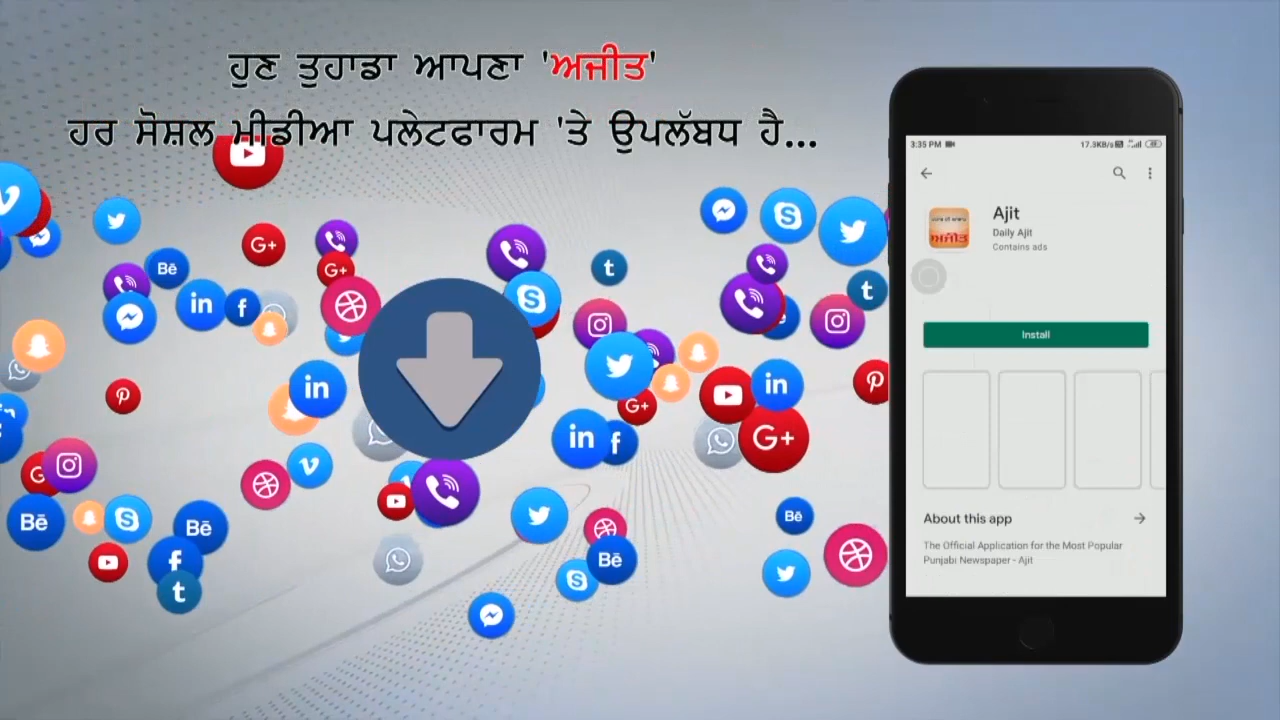 ਹੁਣ ਤੁਹਾਡਾ ਆਪਣਾ 'ਅਜੀਤ'
ਹਰ ਸੋਸ਼ਲ ਮੀਡੀਆ ਪਲੇਟਫਾਰਮ 'ਤੇ ਉਪਲੱਬਧ ਹੈ...
3:35 PM 17.3KB/s
Ajit
Daily Ajit
Contains ads
ਅਜੀਤ
Install
About this app
The Official Application for the Most Popular
Punjabi Newspaper - Ajit